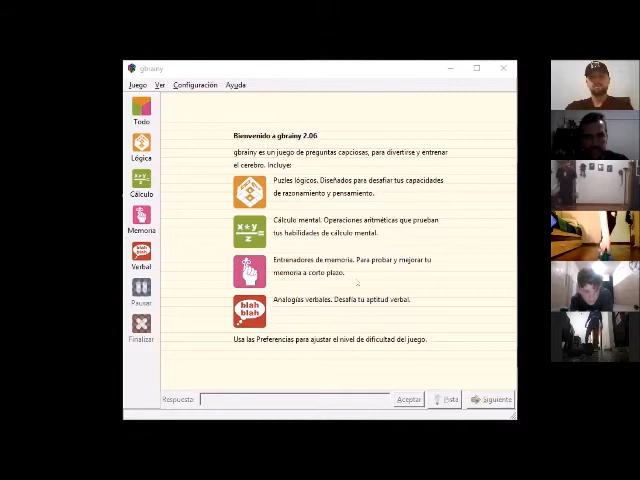 gbrainy
Juego Ver Configuración Ayuda
Todo
Lógica
Cálculo
Memoria
Verbal
Pausar
Finalizar
Bienvenido a gbrainy 2.06
gbrainy es un juego de preguntas capciosas, para divertirse y entrenar
el cerebro. Incluye:
Puzles lógicos. Diseñados para desafiar tus capacidades
de razonamiento y pensamiento.
x*y
z
=
Cálculo mental. Operaciones aritméticas que prueban
tus habilidades de cálculo mental.
Entrenadores de memoria. Para probar y mejorar tu
memoria a corto plazo.
blah
blah
Analogías verbales. Desafía tu aptitud verbal.
Usa las Preferencias para ajustar el nivel de dificultad del juego.
Respuesta: Aceptar Pista Siguiente